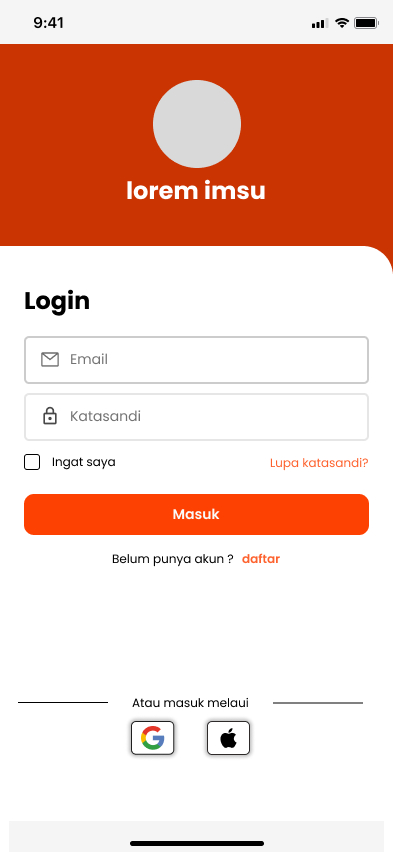 9:41
lorem imsu
Login
Email
Katasandi
Ingat saya
Lupa katasandi?
Masuk
Belum punya akun ? daftar
Atau masuk melaui